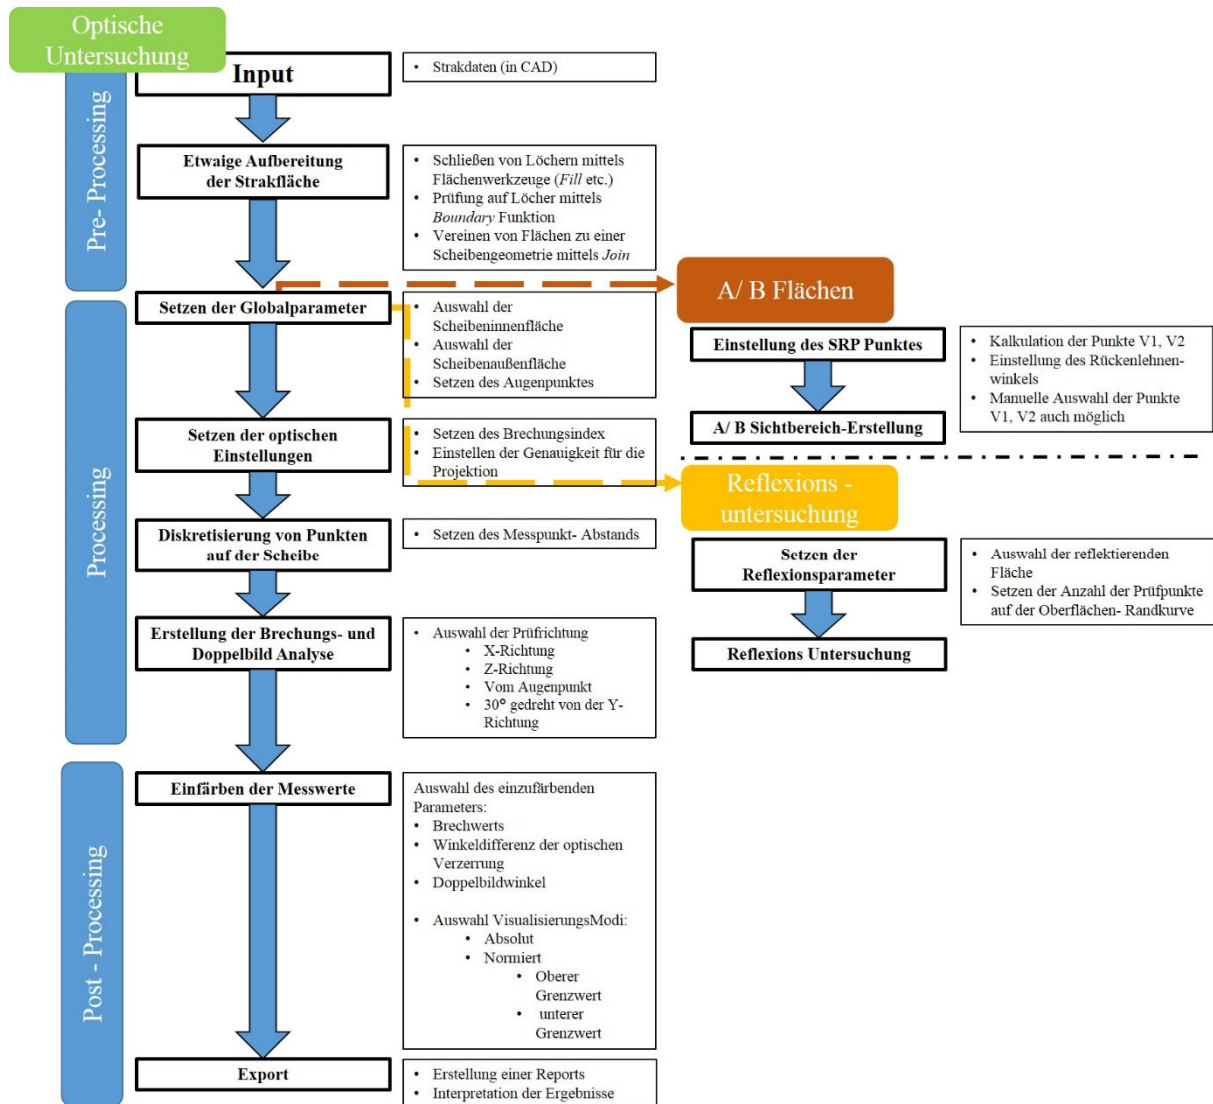 Optische
Untersuchung
Pre- Processing
Input
• Strakdaten (in CAD)
Etwaige Aufbereitung
der Strakfläche
• Schließen von Löchern mittels
Flächenwerkzeuge (Fill etc.)
• Prüfung auf Löcher mittels
Boundary Funktion
• Vereinen von Flächen zu einer
Scheibengeometrie mittels Join
Processing
Setzen der Globalparameter
• Auswahl der
Scheibeninnenfläche
• Auswahl der
Scheibenaußenfläche
• Setzen des Augenpunktes
Setzen der optischen
Einstellungen
• Setzen des Brechungsindex
• Einstellen der Genauigkeit für die
Projektion
Diskretisierung von Punkten
auf der Scheibe
• Setzen des Messpunkt- Abstands
Erstellung der Brechungs- und
Doppelbild Analyse
• Auswahl der Prüfrichtung
• X-Richtung
• Z-Richtung
• Vom Augenpunkt
• 30° gedreht von der Y-
Richtung
A/ B Flächen
Einstellung des SRP Punktes
• Kalkulation der Punkte V1, V2
• Einstellung des Rückenlehnen-
winkels
• Manuelle Auswahl der Punkte
V1, V2 auch möglich
A/ B Sichtbereich-Erstellung
Reflexions -
untersuchung
Setzen der
Reflexionsparameter
• Auswahl der reflektierenden
Fläche
• Setzen der Anzahl der Prüfpunkte
auf der Oberflächen- Randkurve
Reflexions Untersuchung
Post - Processing
Einfärben der Messwerte
Auswahl des einzufärbenden
Parameters:
• Brechwerts
• Winkeldifferenz der optischen
Verzerrung
• Doppelbildwinkel
• Auswahl VisualisierungsModi:
• Absolut
• Normiert
• Oberer
Grenzwert
• unterer
Grenzwert
Export
• Erstellung einer Reports
• Interpretation der Ergebnisse